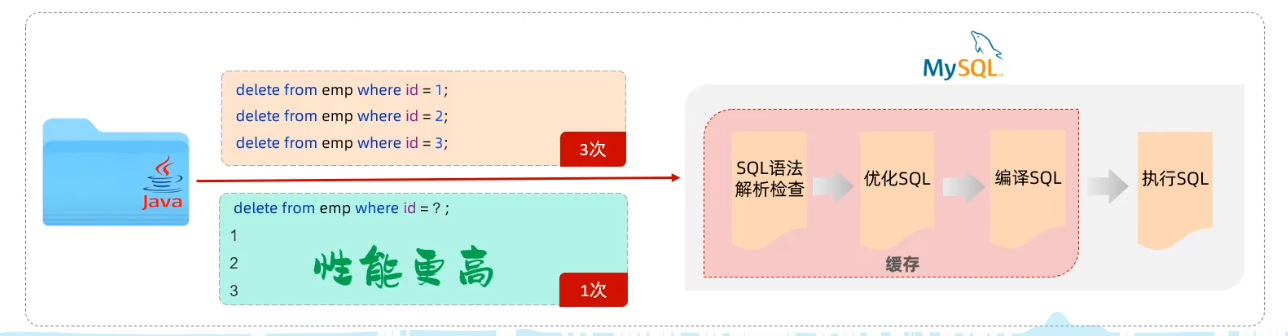 Java
delete from emp where id = 1;
delete from emp where id = 2;
delete from emp where id = 3;
3次
delete from emp where id = ? ;
1
2
3
性能更高
1次
MySQL
SQL语法
解析检查
优化SQL
编译SQL
执行SQL
缓存